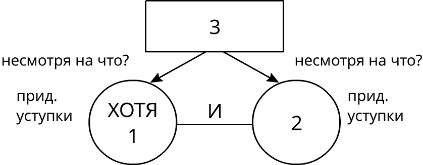 3
несмотря на что?
несмотря на что?
прид.
уступки
ХОТЯ
1
И
2
прид.
уступки